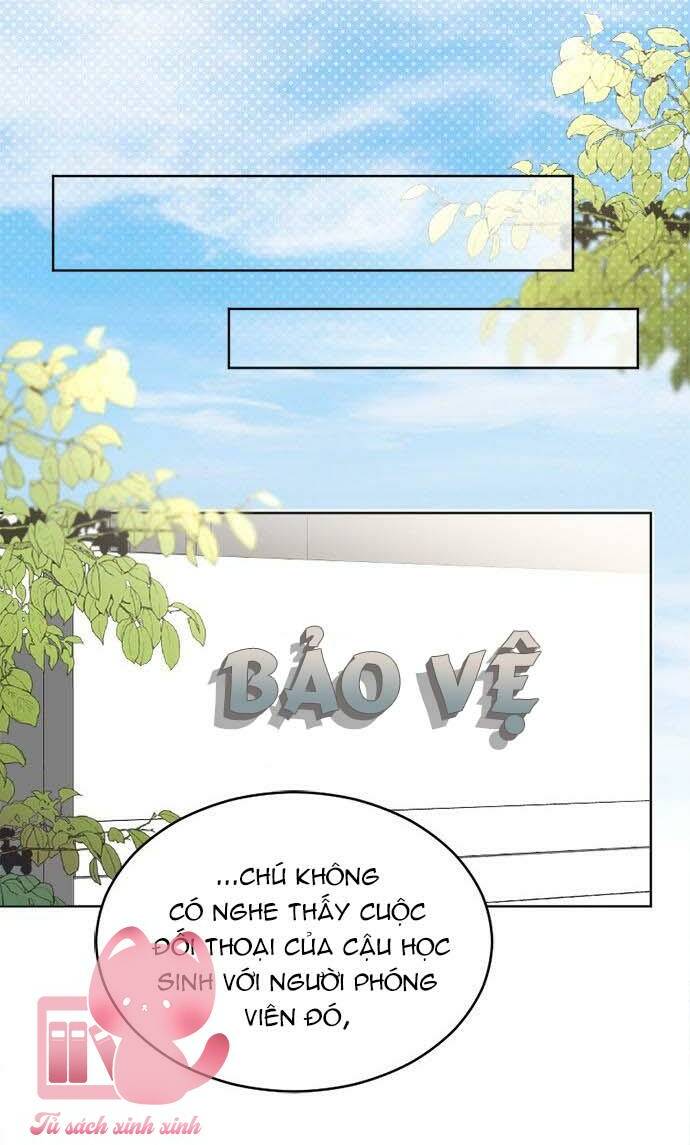 BẢO VỆ
...CHÚ KHÔNG
CÓ NGHE THẤY CUỘC
ĐỐI THOẠI CỦA CẬU HỌC
SINH VỚI NGƯỜI PHÓNG
VIÊN ĐÓ,
Tủ sách xinh xinh